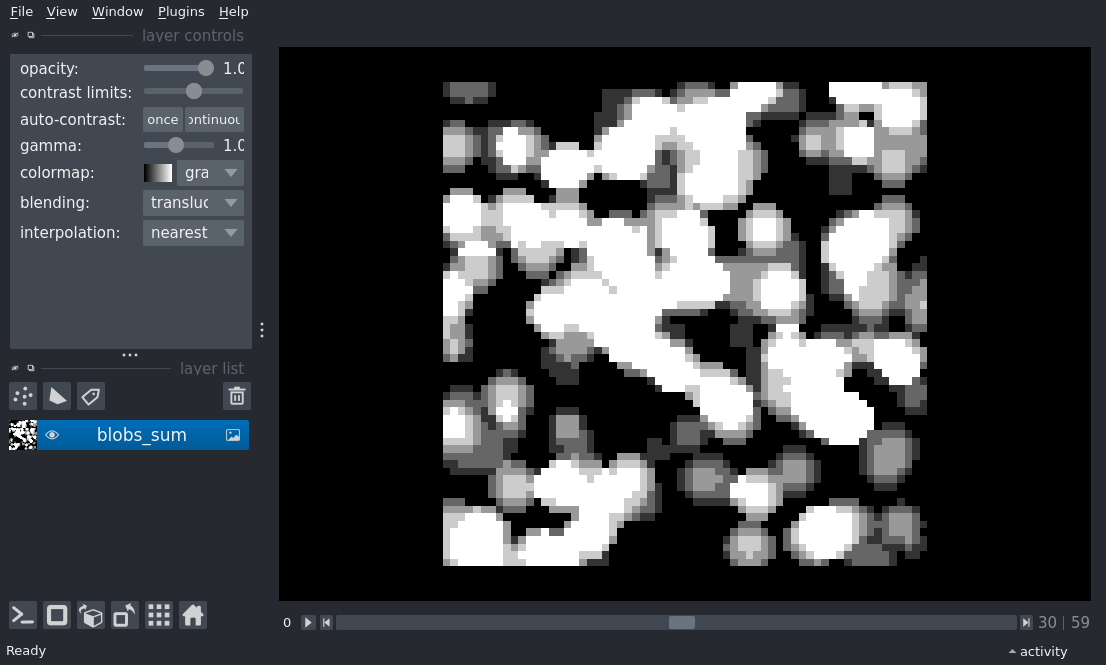 File View Window Plugins Help
layer controls
opacity: 1.0
contrast limits:
auto-contrast: once ontinuou
gamma: 1.0
colormap: gra
blending: transluc
interpolation: nearest
layer list
blobs_sum
0 30 | 59
Ready activity